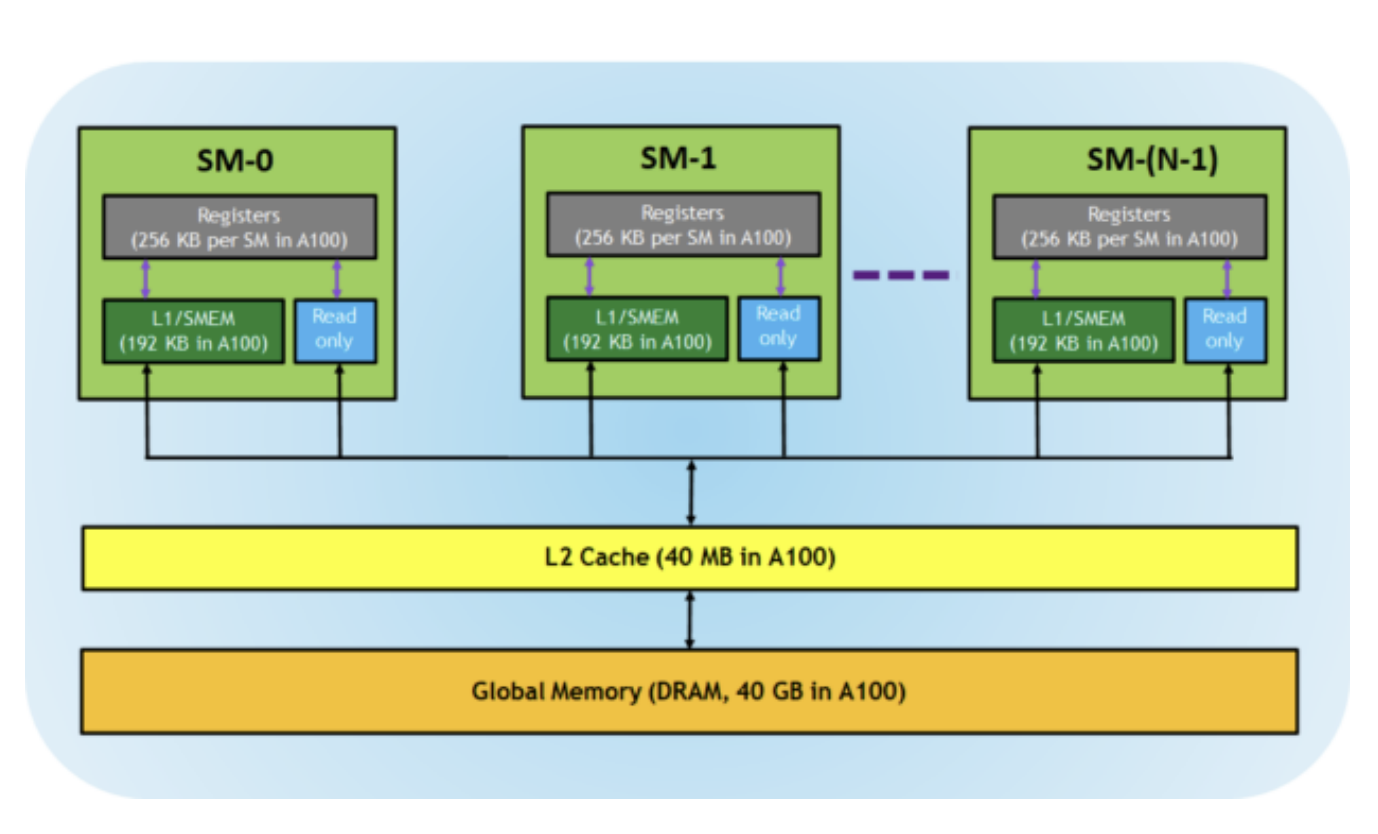 SM-0
Registers
(256 KB per SM in A100)
L1/SMEM
(192 KB in A100)
Read
only
SM-1
Registers
(256 KB per SM in A100)
L1/SMEM
(192 KB in A100)
Read
only
SM-(N-1)
Registers
(256 KB per SM in A100)
L1/SMEM
(192 KB in A100)
Read
only
L2 Cache (40 MB in A100)
Global Memory (DRAM, 40 GB in A100)